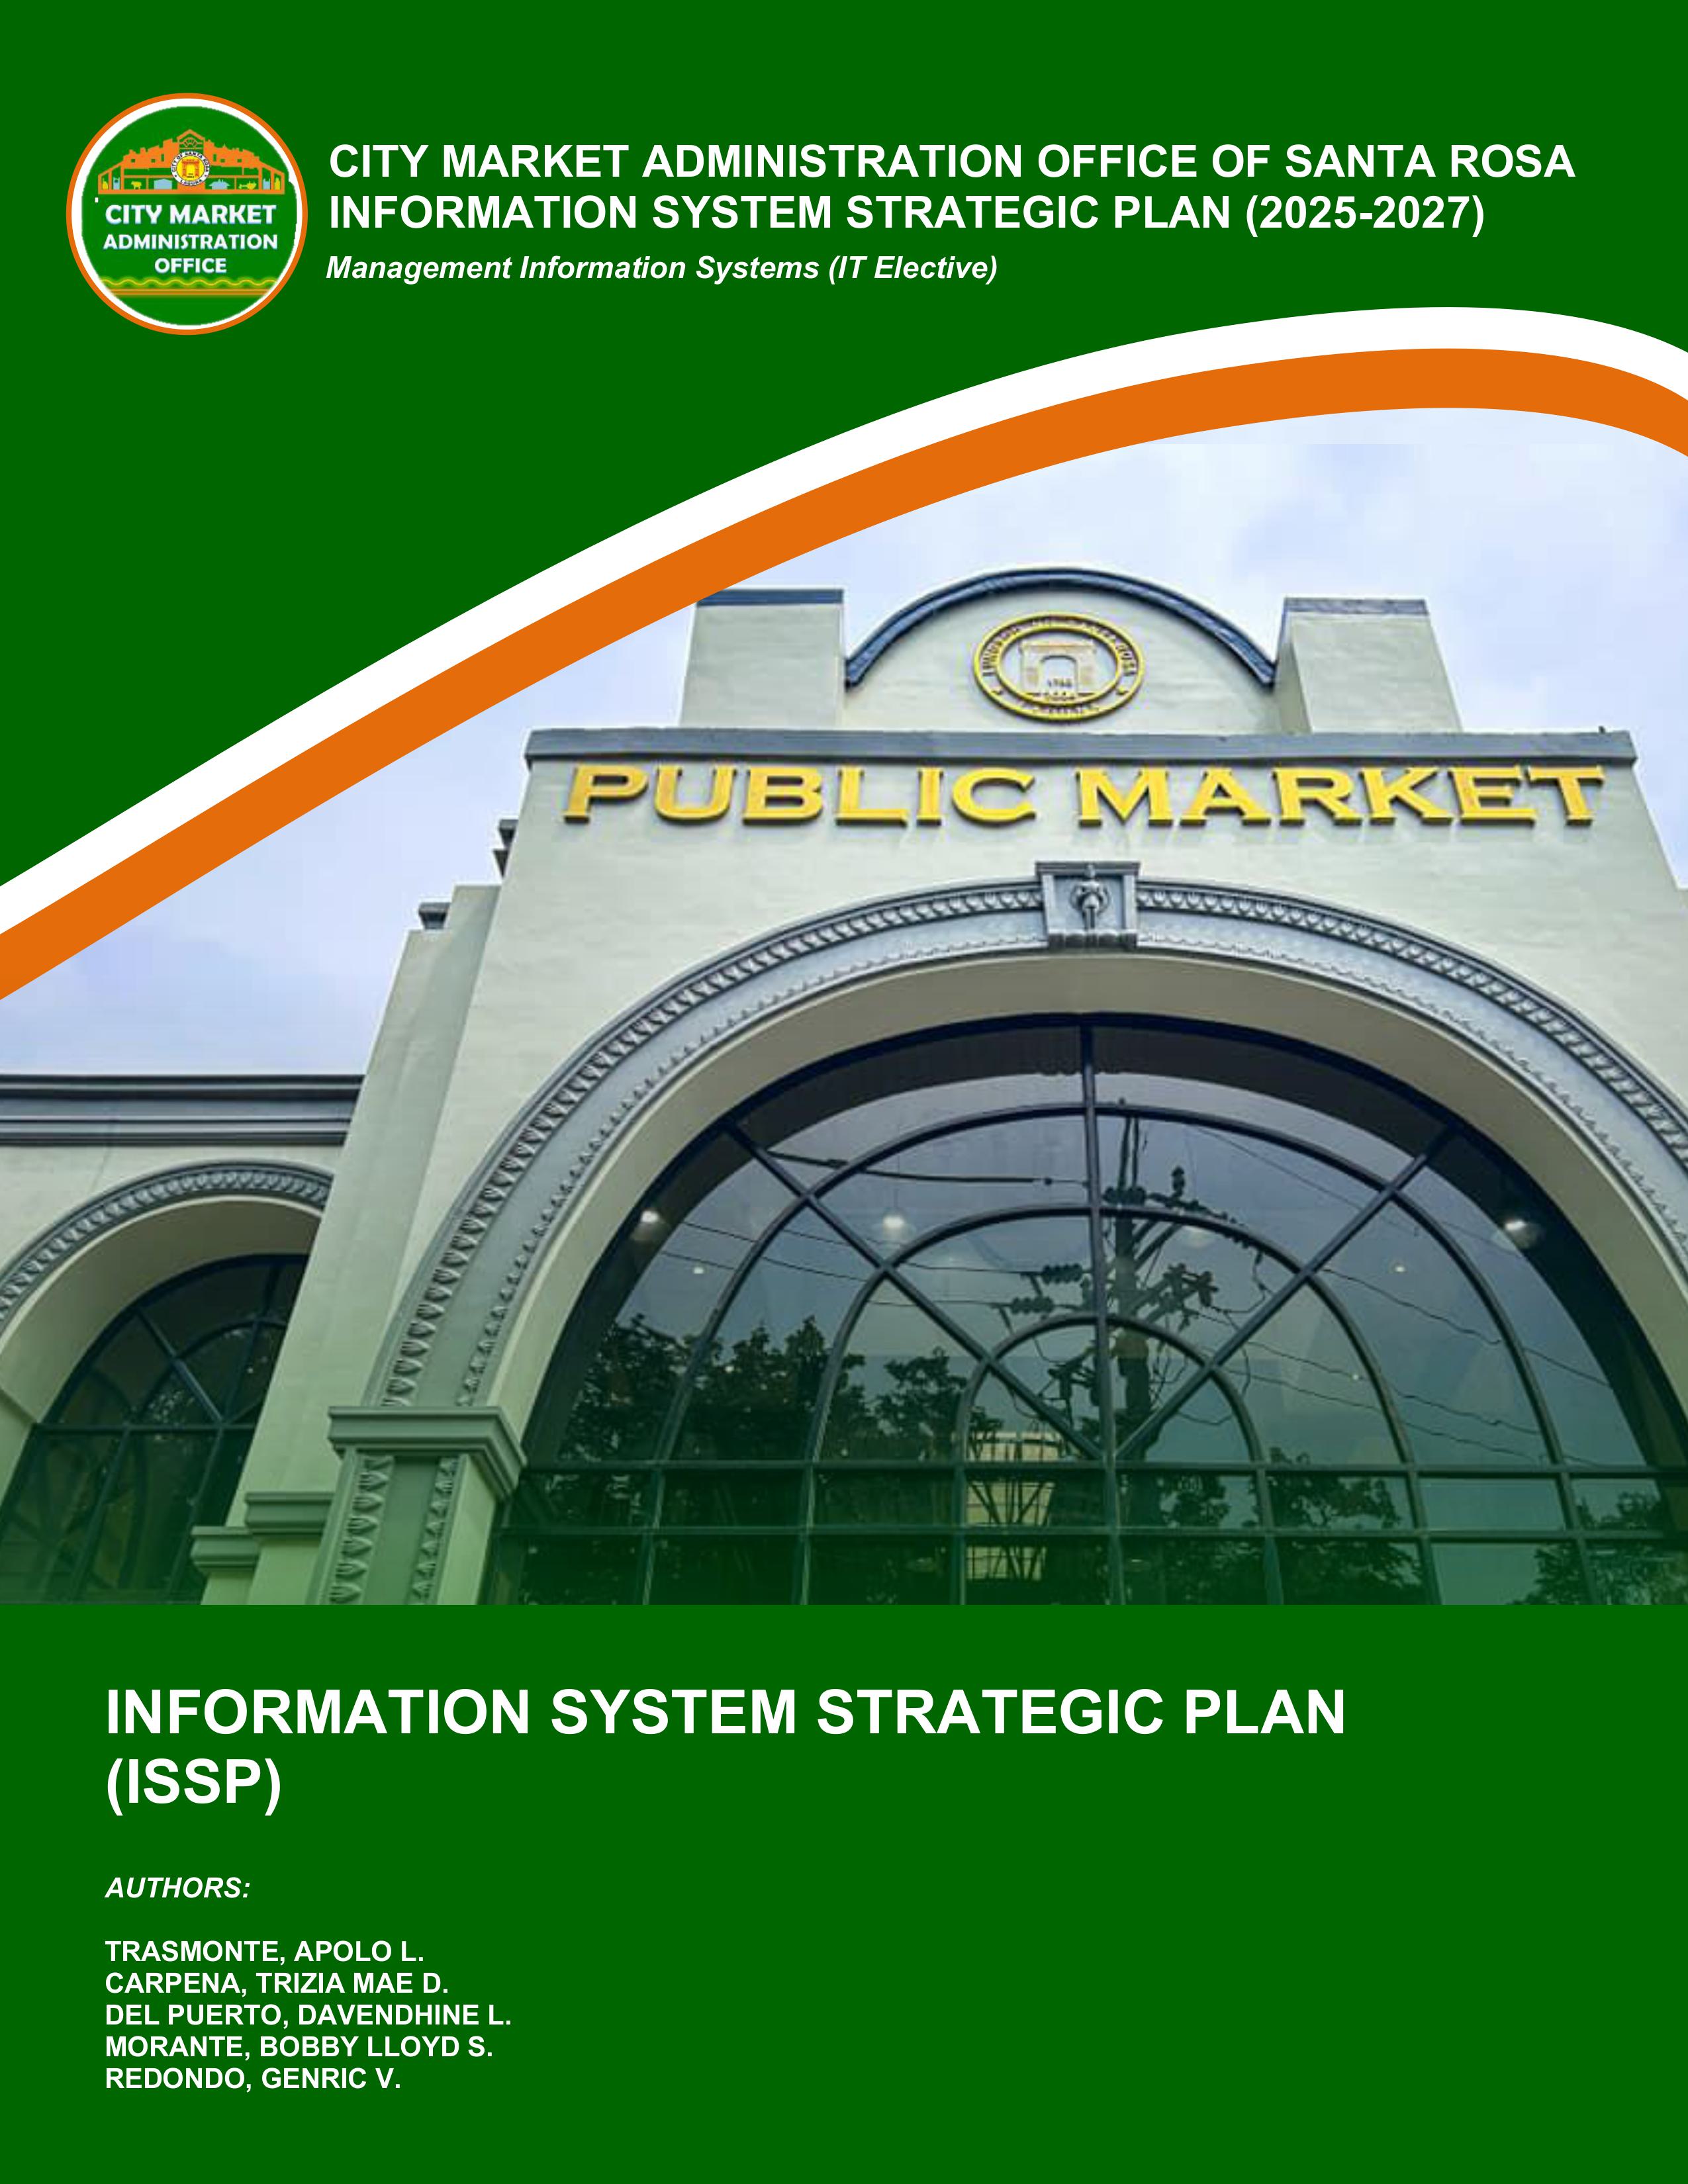 CITY MARKET
ADMINISTRATION
OFFICE
CITY MARKET ADMINISTRATION OFFICE OF SANTA ROSA
INFORMATION SYSTEM STRATEGIC PLAN (2025-2027)
Management Information Systems (IT Elective)
PUBLIC MARKET
INFORMATION SYSTEM STRATEGIC PLAN
(ISSP)
AUTHORS:
TRASMONTE, APOLO L.
CARPENA, TRIZIA MAE D.
DEL PUERTO, DAVENDHINE L.
MORANTE, BOBBY LLOYD S.
REDONDO, GENRIC V.